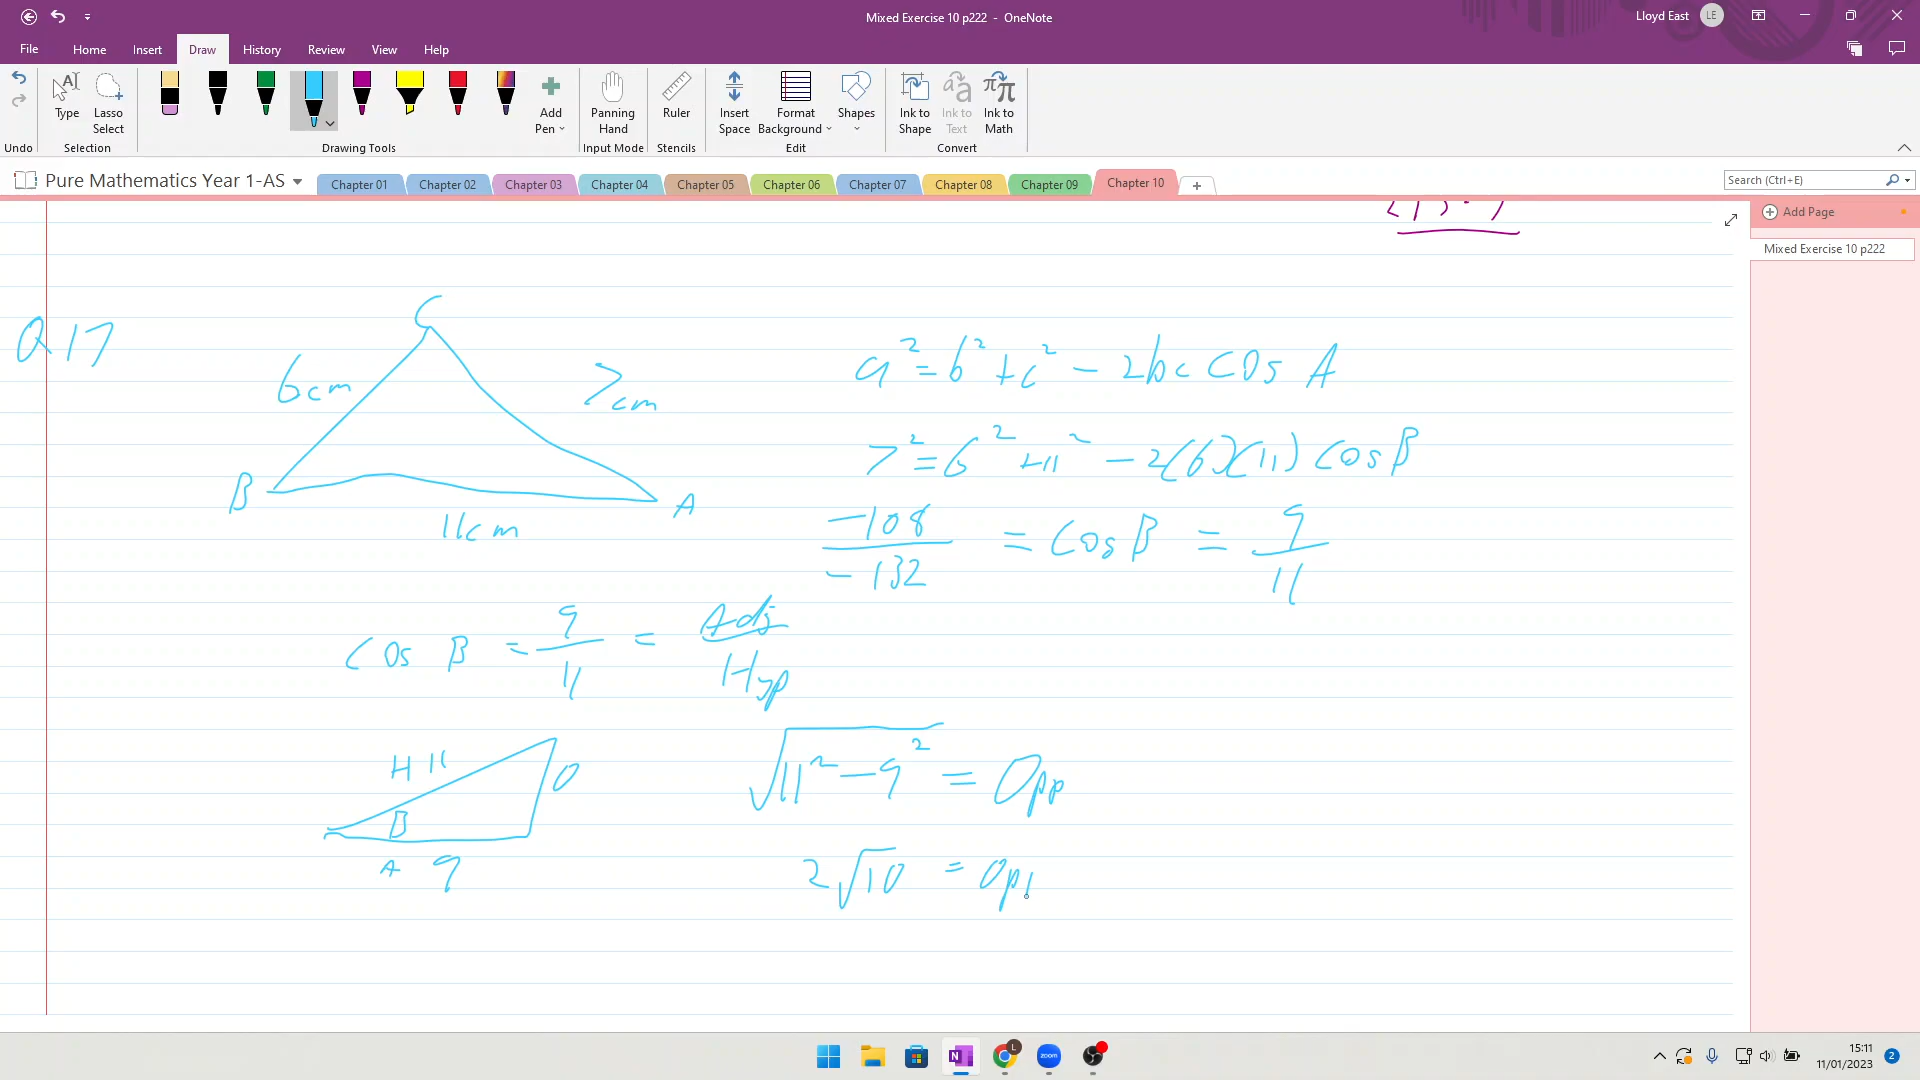 Mixed Exercise 10 p222 - OneNote
Lloyd East LE
File Home Insert Draw History Review View Help
Type
Lasso Select
Add Pen
Panning Hand
Ruler
Insert Space
Format Background
Shapes
Ink to Shape
Ink to Text
Ink to Math
Undo Selection Drawing Tools Input Mode Stencils Edit Convert
Pure Mathematics Year 1-AS Chapter 01 Chapter 02 Chapter 03 Chapter 04 Chapter 05 Chapter 06 Chapter 07 Chapter 08 Chapter 09 Chapter 10
Search (Ctrl+E)
Add Page
Mixed Exercise 10 p222
Q17
C
6cm
7cm
B
A
11cm
a² = b² + c² - 2bc cos A
7² = 6² + 11² - 2(6)(11) cos B
-108/-132 = cos B = 9/11
cos B = 9/11 = Adj/Hyp
H 11
O
B
A 9
√(11² - 9²) = Opp
2√10 = Opp
zoom
15:11
11/01/2023
2